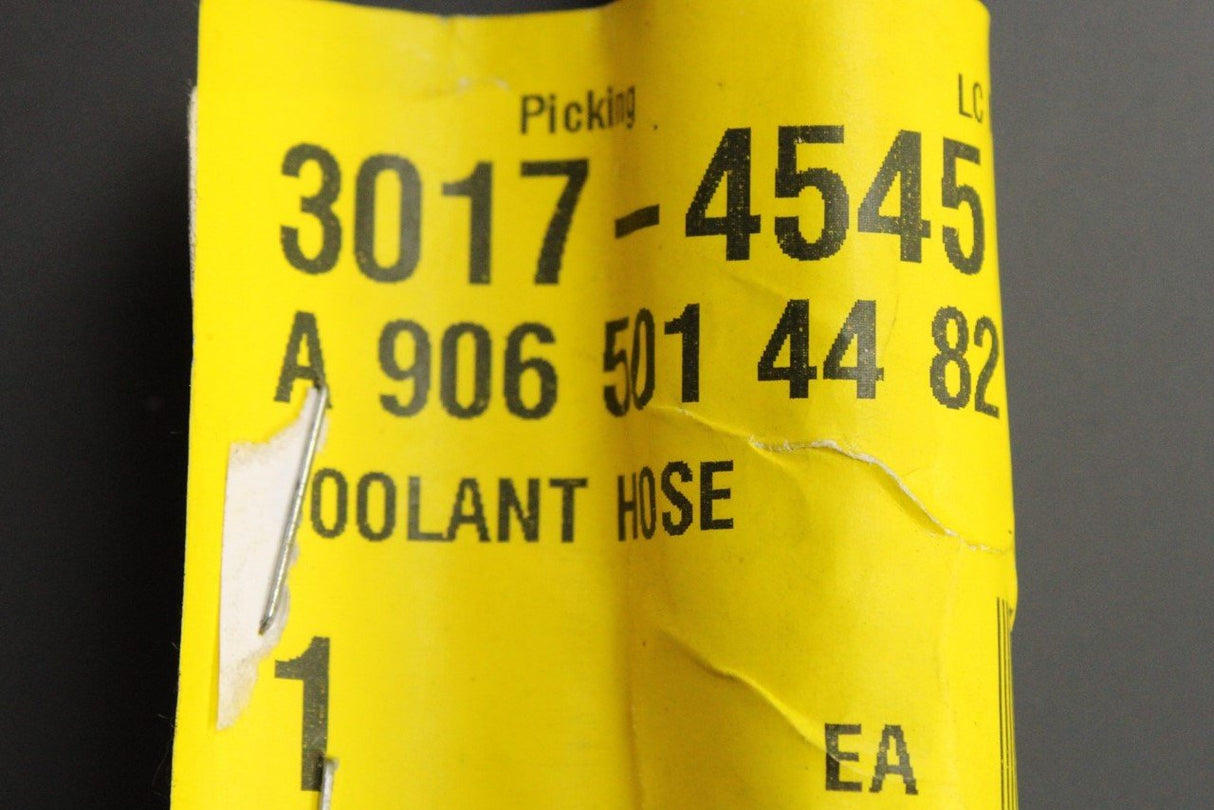 Picking LC
3017-4545
A 906 501 44 82
OOLANT HOSE
1
EA